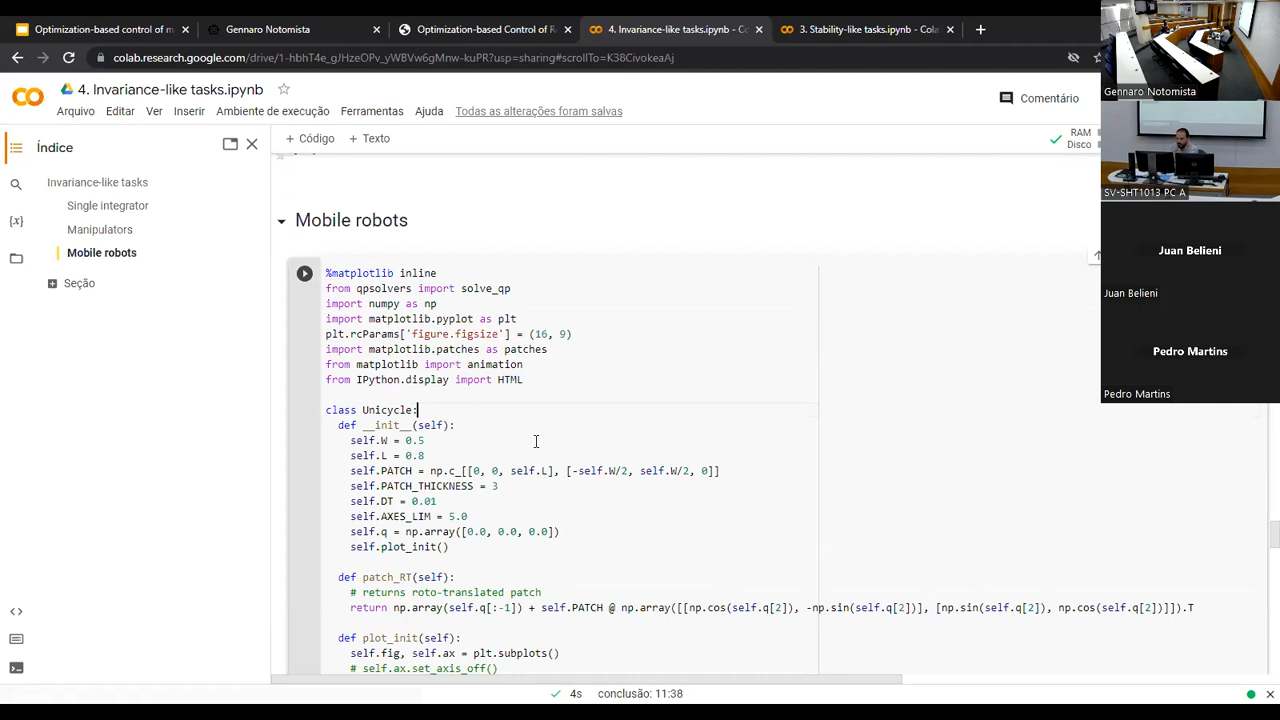 Optimization-based control of m
Gennaro Notomista
Optimization-based Control of R
4. Invariance-like tasks.ipynb - Co
3. Stability-like tasks.ipynb - Cola
colab.research.google.com/drive/1-hbhT4e_gJHzeOPv_yWBVw6gMnw-kuPR?usp=sharing#scrollTo=K38CivokeaAj
4. Invariance-like tasks.ipynb
Arquivo Editar Ver Inserir Ambiente de execução Ferramentas Ajuda Todas as alterações foram salvas
Comentário
Índice
+ Código + Texto
RAM
Disco
Invariance-like tasks
Single integrator
Manipulators
Mobile robots
Seção
Mobile robots
%matplotlib inline
from qpsolvers import solve_qp
import numpy as np
import matplotlib.pyplot as plt
plt.rcParams['figure.figsize'] = (16, 9)
import matplotlib.patches as patches
from matplotlib import animation
from IPython.display import HTML
class Unicycle:
def __init__(self):
self.W = 0.5
self.L = 0.8
self.PATCH = np.c_[[0, 0, self.L], [-self.W/2, self.W/2, 0]]
self.PATCH_THICKNESS = 3
self.DT = 0.01
self.AXES_LIM = 5.0
self.q = np.array([0.0, 0.0, 0.0])
self.plot_init()
def patch_RT(self):
# returns roto-translated patch
return np.array(self.q[:-1]) + self.PATCH @ np.array([[np.cos(self.q[2]), -np.sin(self.q[2])], [np.sin(self.q[2]), np.cos(self.q[2])]]).T
def plot_init(self):
self.fig, self.ax = plt.subplots()
# self.ax.set_axis_off()
4s conclusão: 11:38
Gennaro Notomista
SV-SHT1013 PC A
Juan Belieni
Juan Belieni
Pedro Martins
Pedro Martins